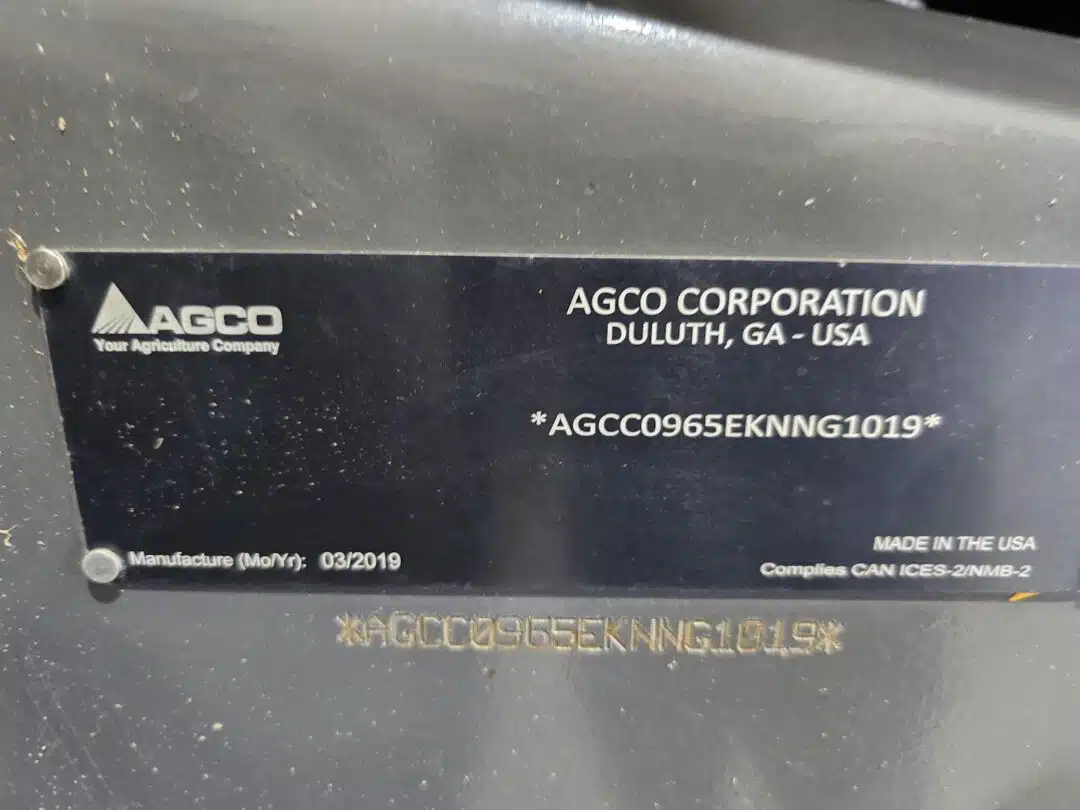 AGCO
Your Agriculture Company
AGCO CORPORATION
DULUTH, GA - USA
*AGCC0965EKNNG1019*
Manufacture (Mo/Yr): 03/2019
MADE IN THE USA
Complies CAN ICES-2/NMB-2
*AGCC0965EKNNG1019*